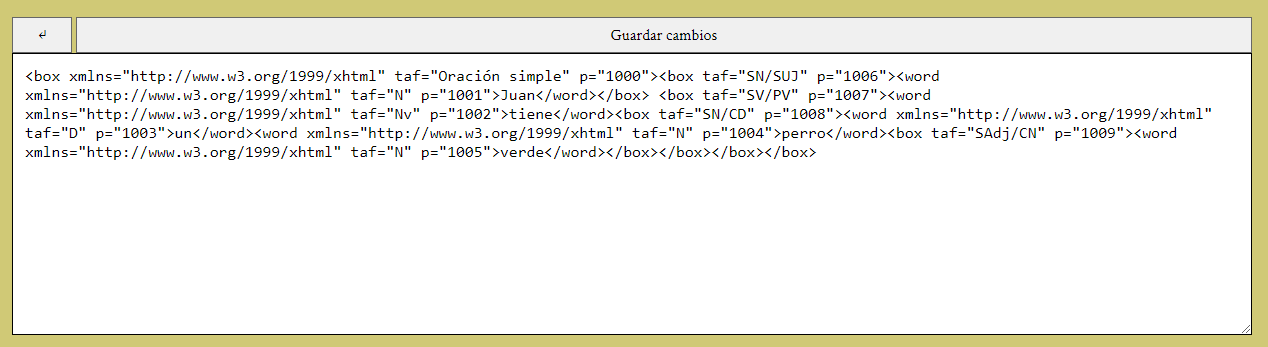 ↵ Guardar cambios
<box xmlns="http://www.w3.org/1999/xhtml" taf="Oración simple" p="1000"><box taf="SN/SUJ" p="1006"><word
xmlns="http://www.w3.org/1999/xhtml" taf="N" p="1001">Juan</word></box> <box taf="SV/PV" p="1007"><word
xmlns="http://www.w3.org/1999/xhtml" taf="Nv" p="1002">tiene</word><box taf="SN/CD" p="1008"><word xmlns="http://www.w3.org/1999/xhtml"
taf="D" p="1003">un</word><word xmlns="http://www.w3.org/1999/xhtml" taf="N" p="1004">perro</word><box taf="SAdj/CN" p="1009"><word
xmlns="http://www.w3.org/1999/xhtml" taf="N" p="1005">verde</word></box></box></box></box>